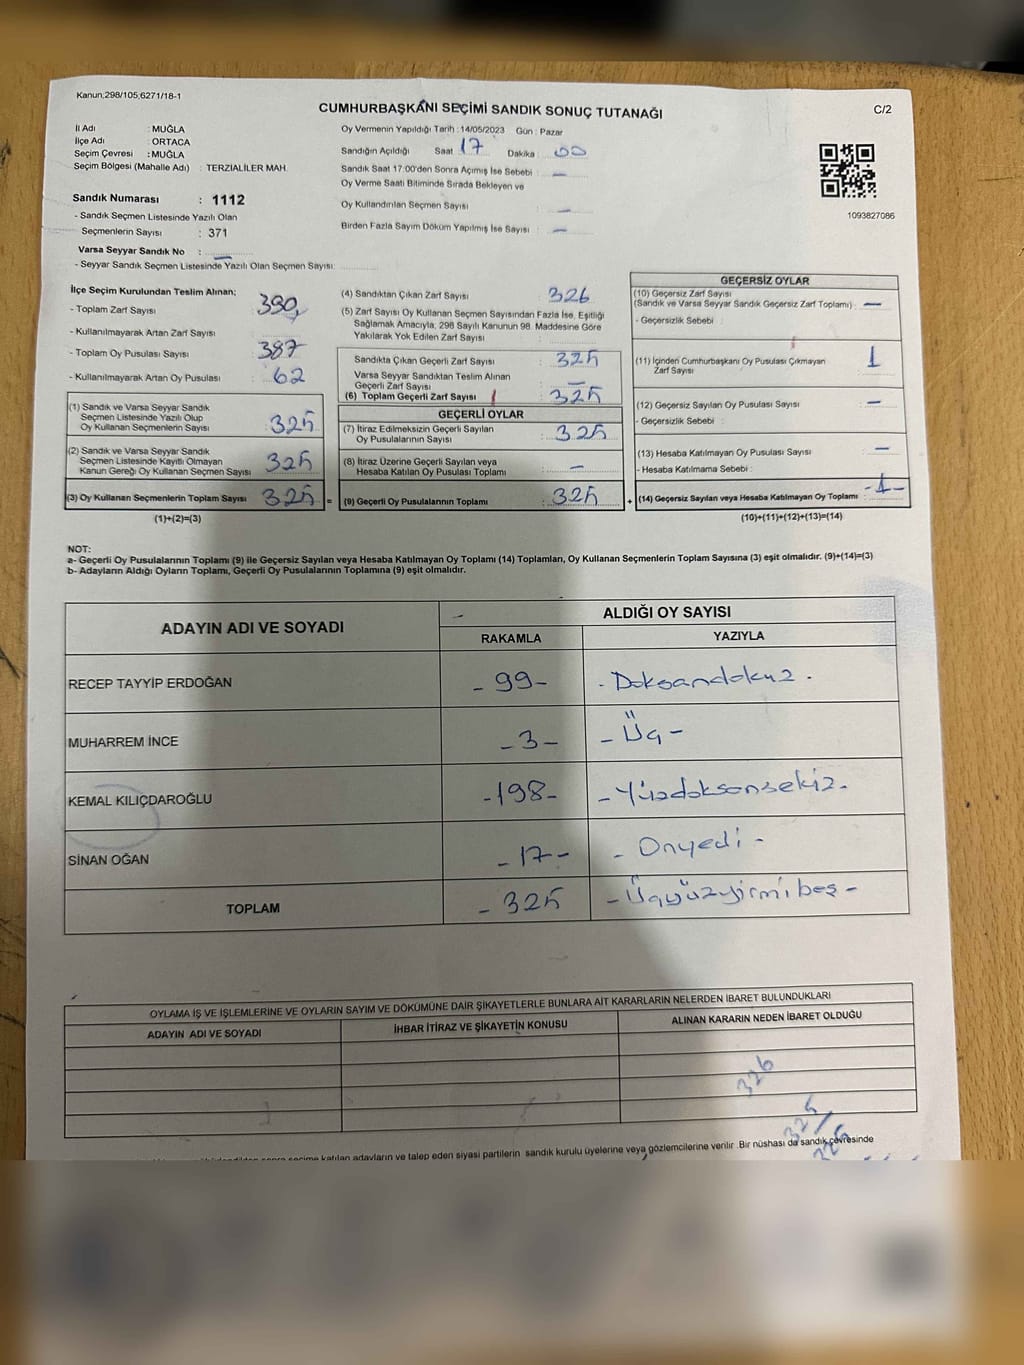 Kanun;298/105,6271/18-1
CUMHURBAŞKANI SEÇİMİ SANDIK SONUÇ TUTANAĞI
C/2
İl Adı : MUĞLA
İlçe Adı : ORTACA
Seçim Çevresi : MUĞLA
Seçim Bölgesi (Mahalle Adı) : TERZİALİLER MAH.
Sandık Numarası : 1112
- Sandık Seçmen Listesinde Yazılı Olan
Seçmenlerin Sayısı : 371
Varsa Seyyar Sandık No : —
- Seyyar Sandık Seçmen Listesinde Yazılı Olan Seçmen Sayısı:
Oy Vermenin Yapıldığı Tarih : 14/05/2023 Gün : Pazar
Sandığın Açıldığı Saat 17 Dakika 00
Sandık Saat 17:00'den Sonra Açımış İse Sebebi : —
Oy Verme Saati Bitiminde Sırada Bekleyen ve
Oy Kullandırılan Seçmen Sayısı : —
Birden Fazla Sayım Döküm Yapılmış İse Sayısı : —
1093827086
İlçe Seçim Kurulundan Teslim Alınan;
- Toplam Zarf Sayısı 390
- Kullanılmayarak Artan Zarf Sayısı
- Toplam Oy Pusulası Sayısı 387
- Kullanılmayarak Artan Oy Pusulası : 62
(1) Sandık ve Varsa Seyyar Sandık
Seçmen Listesinde Yazılı Olup
Oy Kullanan Seçmenlerin Sayısı : 325
(2) Sandık ve Varsa Seyyar Sandık
Seçmen Listesinde Kayıtlı Olmayan
Kanun Gereği Oy Kullanan Seçmen Sayısı 325
(3) Oy Kullanan Seçmenlerin Toplam Sayısı 325
(1)+(2)=(3)
=
(4) Sandıktan Çıkan Zarf Sayısı : 326
(5) Zarf Sayısı Oy Kullanan Seçmen Sayısından Fazla İse, Eşitliği
Sağlamak Amacıyla, 298 Sayılı Kanunun 98. Maddesine Göre
Yakılarak Yok Edilen Zarf Sayısı :
Sandıkta Çıkan Geçerli Zarf Sayısı : 325
Varsa Seyyar Sandıktan Teslim Alınan
Geçerli Zarf Sayısı : —
(6) Toplam Geçerli Zarf Sayısı : 325
GEÇERLİ OYLAR
(7) İtiraz Edilmeksizin Geçerli Sayılan
Oy Pusulalarının Sayısı : 325
(8) İtiraz Üzerine Geçerli Sayılan veya
Hesaba Katılan Oy Pusulası Toplamı : —
(9) Geçerli Oy Pusulalarının Toplamı : 325
+
GEÇERSİZ OYLAR
(10) Geçersiz Zarf Sayısı
(Sandık ve Varsa Seyyar Sandık Geçersiz Zarf Toplamı) : —
- Geçersizlik Sebebi :
(11) İçinden Cumhurbaşkanı Oy Pusulası Çıkmayan : 1
Zarf Sayısı
(12) Geçersiz Sayılan Oy Pusulası Sayısı : —
- Geçersizlik Sebebi :
(13) Hesaba Katılmayan Oy Pusulası Sayısı : —
- Hesaba Katılmama Sebebi :
(14) Geçersiz Sayılan veya Hesaba Katılmayan Oy Toplamı : -1-
(10)+(11)+(12)+(13)=(14)
NOT:
a- Geçerli Oy Pusulalarının Toplamı (9) ile Geçersiz Sayılan veya Hesaba Katılmayan Oy Toplamı (14) Toplamları, Oy Kullanan Seçmenlerin Toplam Sayısına (3) eşit olmalıdır. (9)+(14)=(3)
b- Adayların Aldığı Oyların Toplamı, Geçerli Oy Pusulalarının Toplamına (9) eşit olmalıdır.
ADAYIN ADI VE SOYADI
ALDIĞI OY SAYISI
RAKAMLA YAZIYLA
RECEP TAYYİP ERDOĞAN - 99 - - Doksandokuz -
MUHARREM İNCE - 3 - - Üç -
KEMAL KILIÇDAROĞLU - 198 - - Yüzdoksonsekiz -
SİNAN OĞAN - 17 - - Onyedi -
TOPLAM - 325 - Üçyüzyirmibeş -
OYLAMA İŞ VE İŞLEMLERİNE VE OYLARIN SAYIM VE DÖKÜMÜNE DAİR ŞİKAYETLERLE BUNLARA AİT KARARLARIN NELERDEN İBARET BULUNDUKLARI
ADAYIN ADI VE SOYADI İHBAR İTİRAZ VE ŞİKAYETİN KONUSU ALINAN KARARIN NEDEN İBARET OLDUĞU
326
325
326
sonra seçime katılan adayların ve talep eden siyasi partilerin sandık kurulu üyelerine veya gözlemcilerine verilir .Bir nüshası da sandık çevresinde